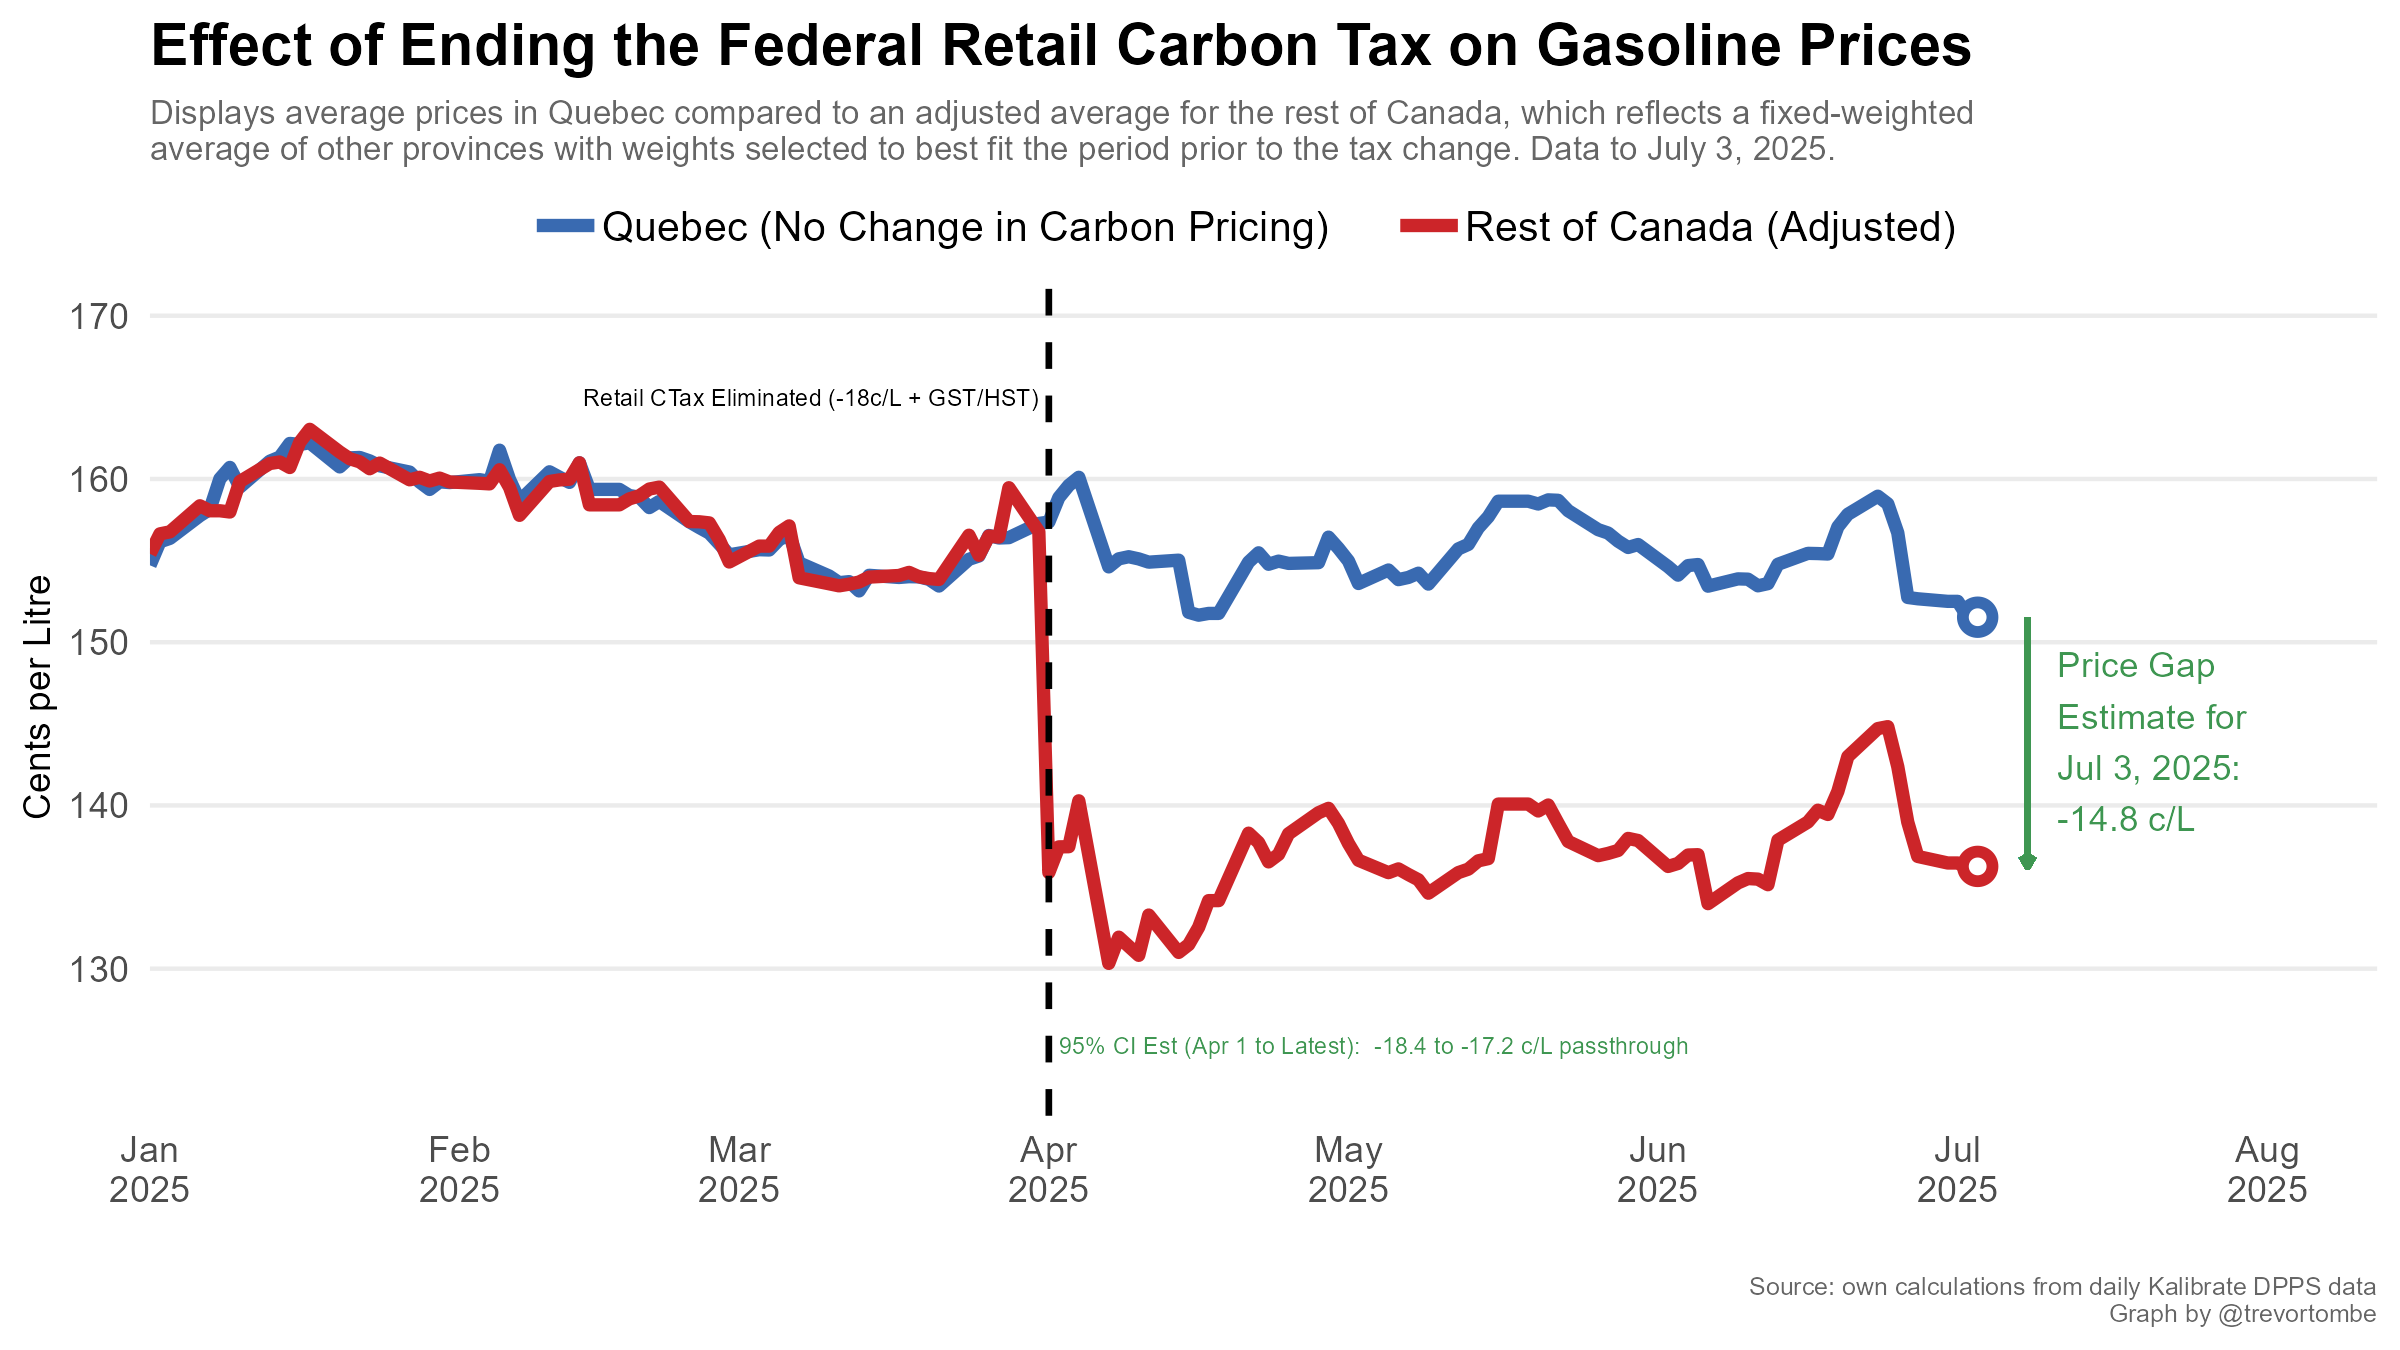 Effect of Ending the Federal Retail Carbon Tax on Gasoline Prices
Displays average prices in Quebec compared to an adjusted average for the rest of Canada, which reflects a fixed-weighted
average of other provinces with weights selected to best fit the period prior to the tax change. Data to July 3, 2025.
Quebec (No Change in Carbon Pricing)
Rest of Canada (Adjusted)
Cents per Litre
170
160
150
140
130
Retail CTax Eliminated (-18c/L + GST/HST)
Price Gap
Estimate for
Jul 3, 2025:
-14.8 c/L
95% CI Est (Apr 1 to Latest):  -18.4 to -17.2 c/L passthrough
Jan
2025
Feb
2025
Mar
2025
Apr
2025
May
2025
Jun
2025
Jul
2025
Aug
2025
Source: own calculations from daily Kalibrate DPPS data
Graph by @trevortombe